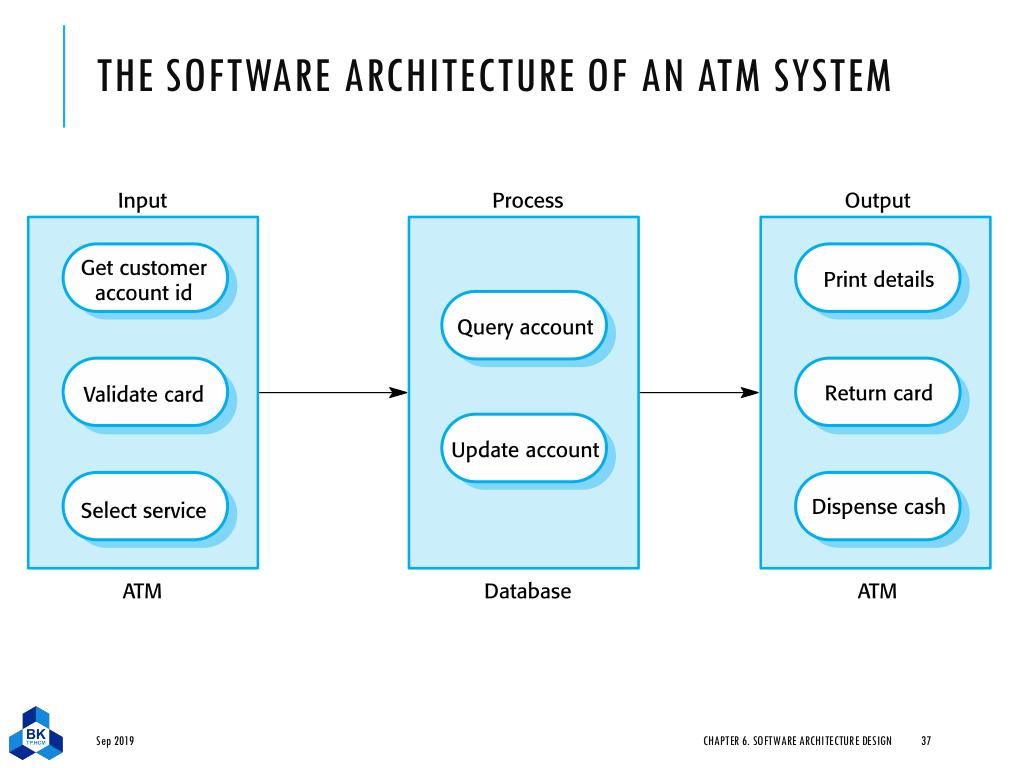 THE SOFTWARE ARCHITECTURE OF AN ATM SYSTEM
Input
Get customer
account id
Validate card
Select service
ATM
Process
Query account
Update account
Database
Output
Print details
Return card
Dispense cash
ATM
BK
TP.HCM
Sep 2019
CHAPTER 6. SOFTWARE ARCHITECTURE DESIGN
37